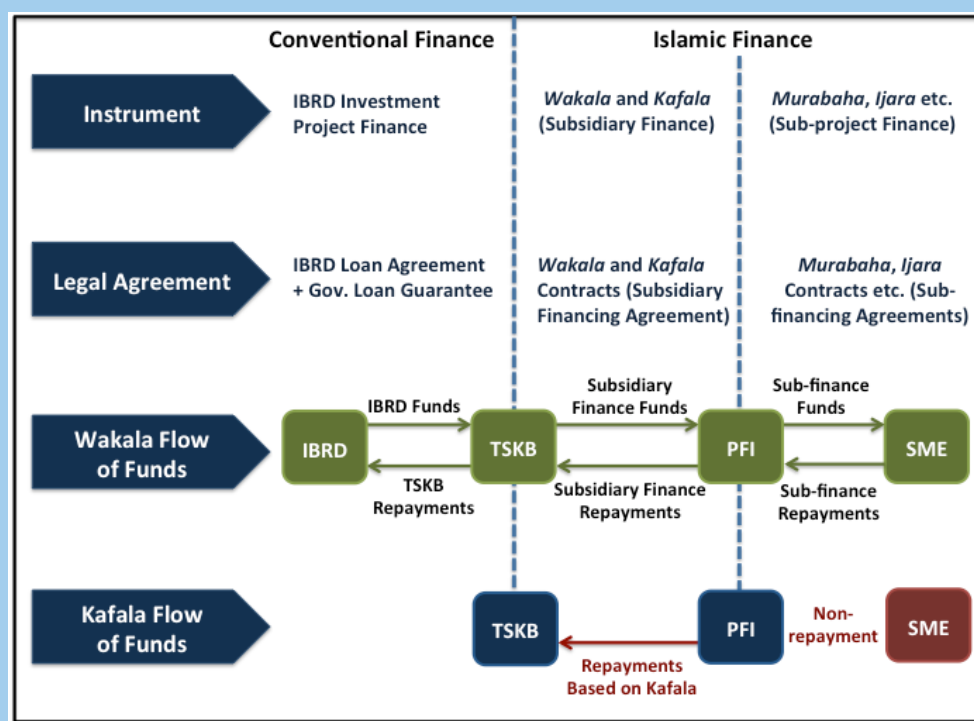 Conventional Finance
Islamic Finance
Instrument
IBRD Investment
Project Finance
Wakala and Kafala
(Subsidiary Finance)
Murabaha, Ijara etc.
(Sub-project Finance)
Legal Agreement
IBRD Loan Agreement
+ Gov. Loan Guarantee
Wakala and Kafala
Contracts (Subsidiary
Financing Agreement)
Murabaha, Ijara
Contracts etc. (Sub-
financing Agreements)
Wakala Flow
of Funds
IBRD
IBRD Funds
TSKB
Repayments
TSKB
Subsidiary
Finance Funds
Subsidiary Finance
Repayments
PFI
Sub-finance
Funds
Sub-finance
Repayments
SME
Kafala Flow
of Funds
TSKB
Repayments
Based on Kafala
PFI
Non-
repayment
SME